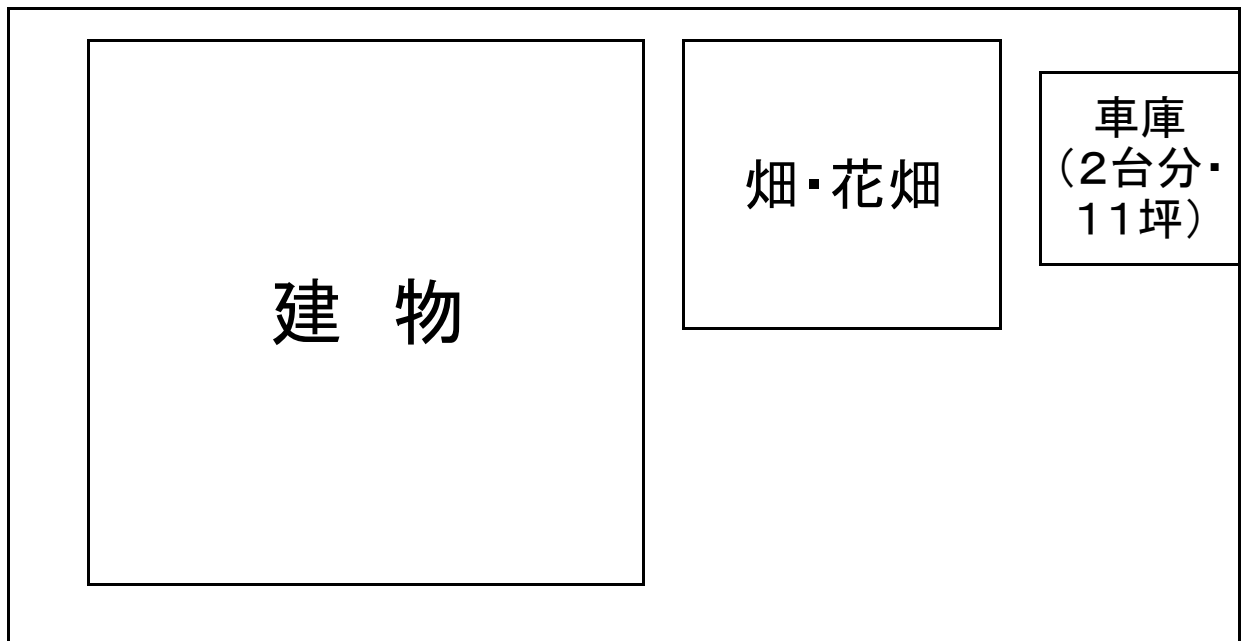 建　物
畑・花畑
車庫
（２台分・
１１坪）